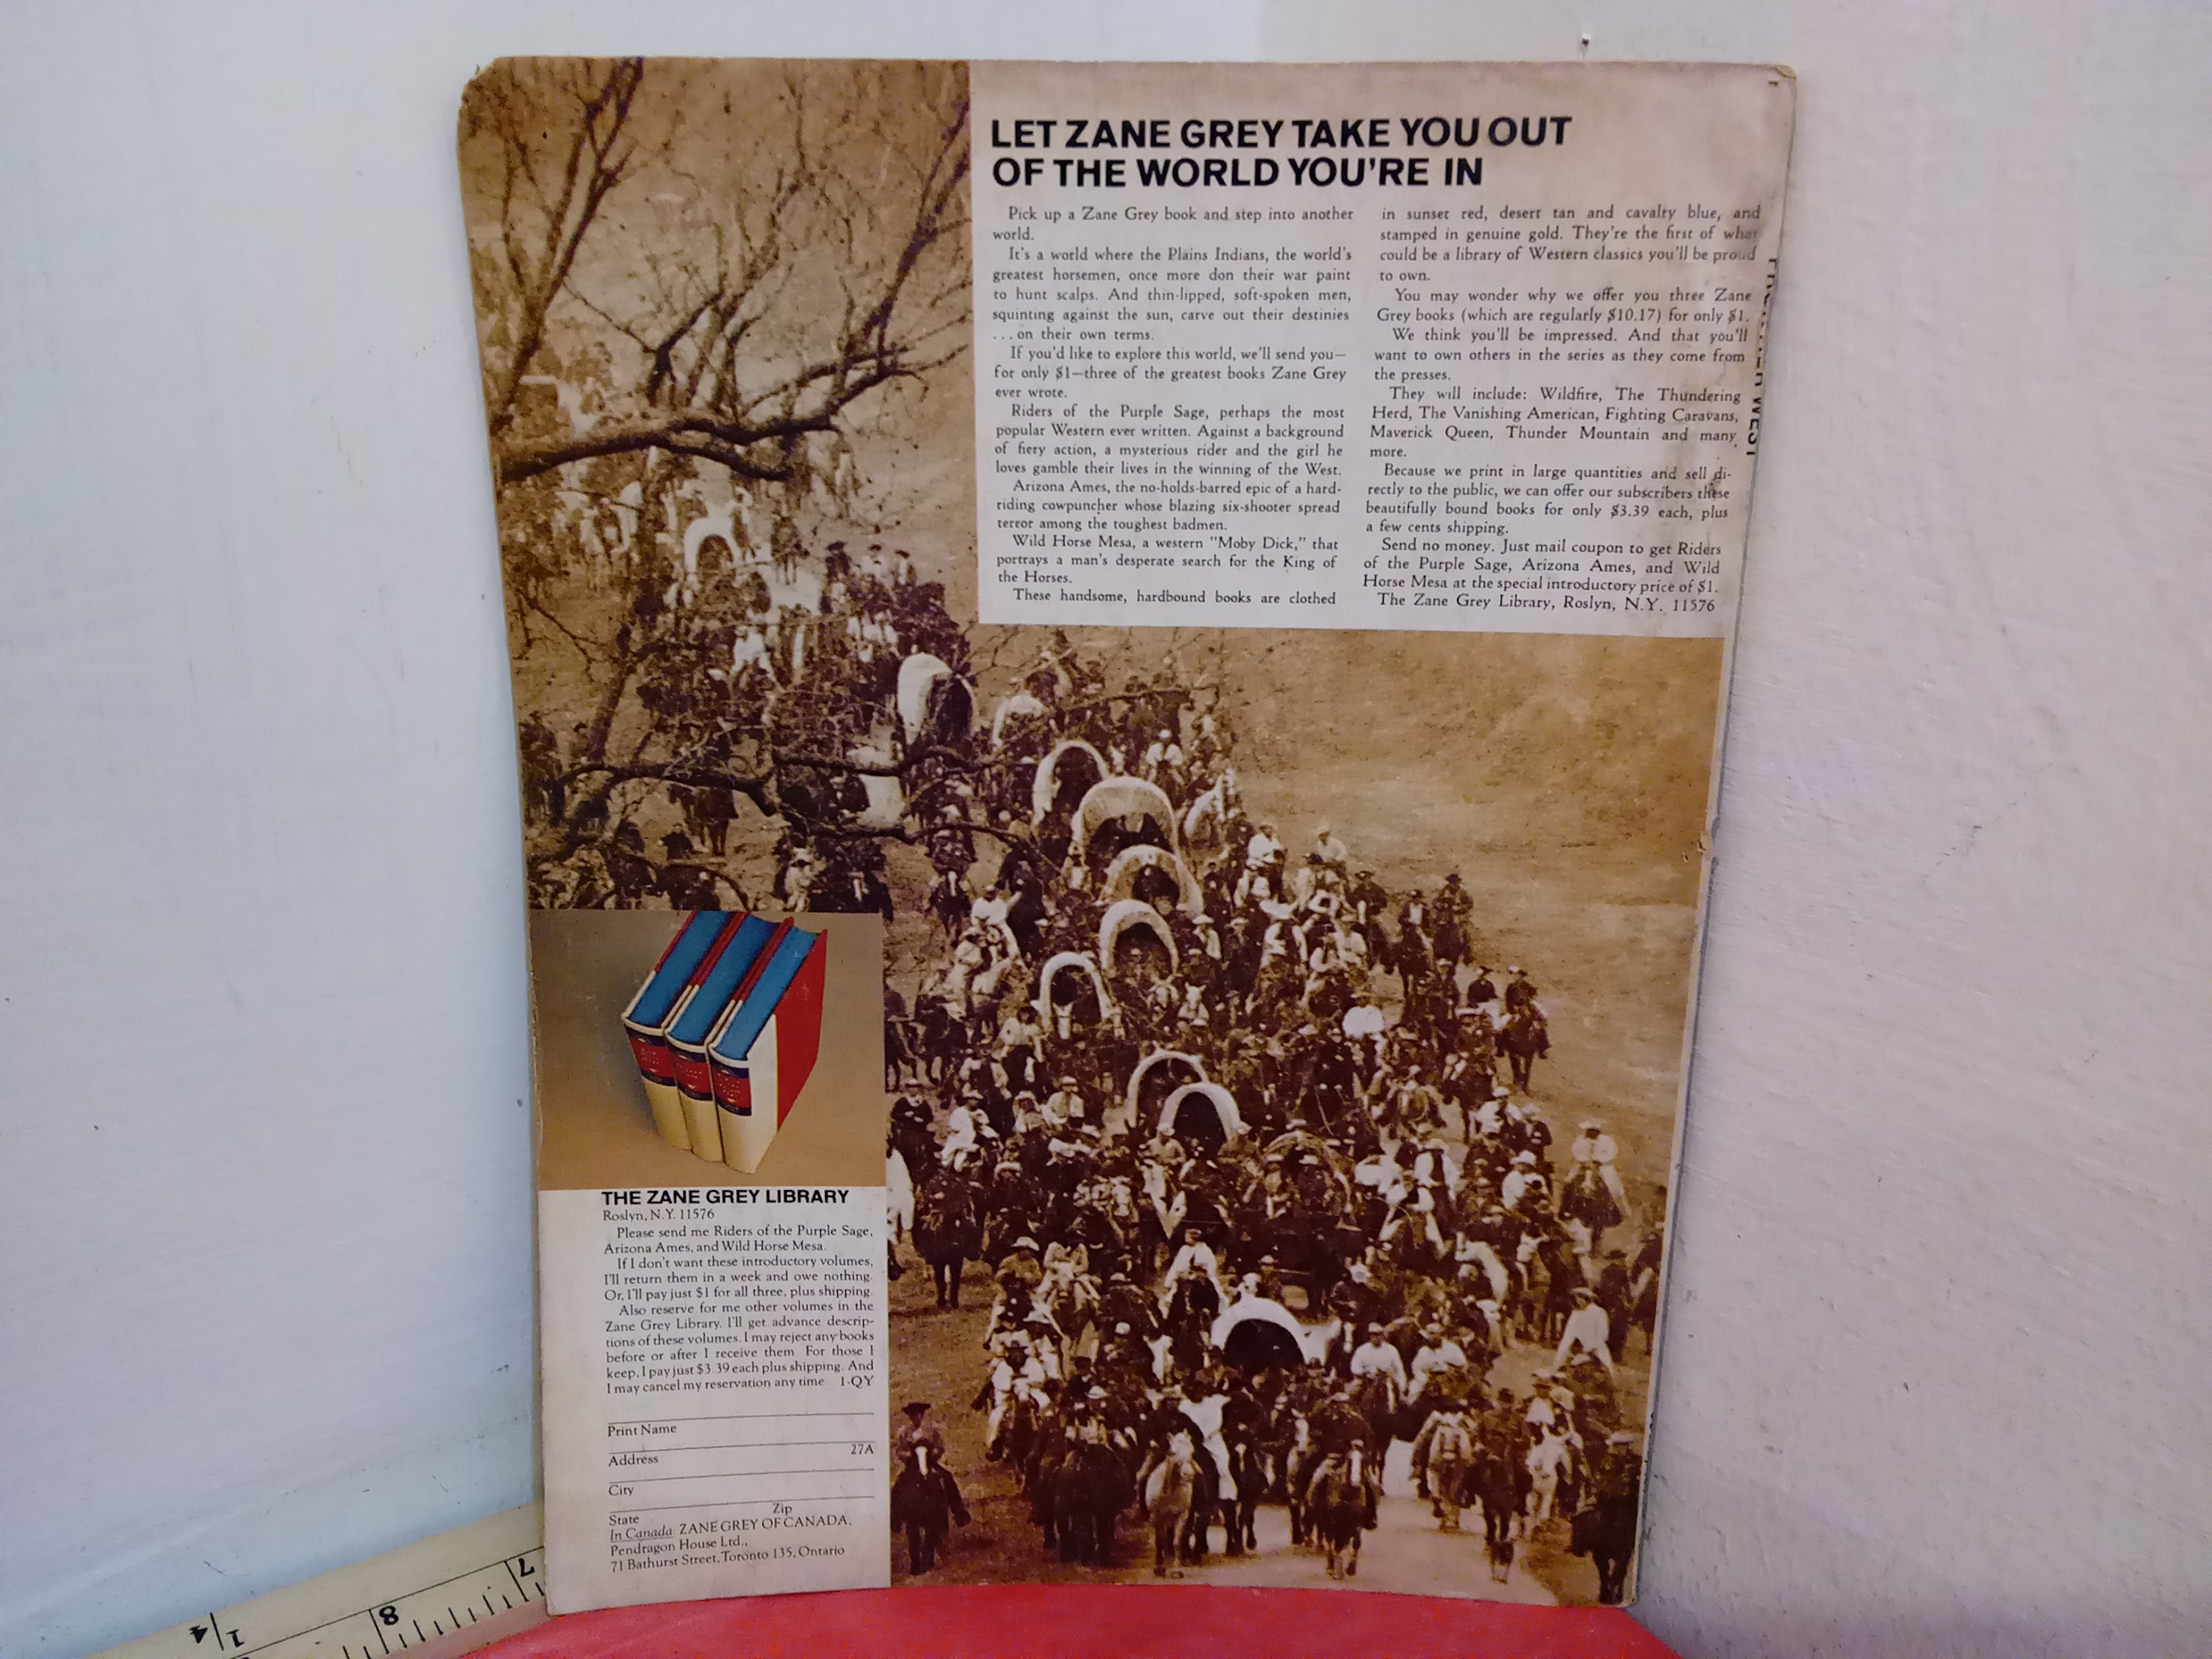 LET ZANE GREY TAKE YOU OUT
OF THE WORLD YOU'RE IN
Pick up a Zane Grey book and step into another
world.
It's a world where the Plains Indians, the world's
greatest horsemen, once more don their war paint
to hunt scalps. And thin-lipped, soft-spoken men,
squinting against the sun, carve out their destinies
. . . on their own terms.
If you'd like to explore this world, we'll send you—
for only $1—three of the greatest books Zane Grey
ever wrote.
Riders of the Purple Sage, perhaps the most
popular Western ever written. Against a background
of fiery action, a mysterious rider and the girl he
loves gamble their lives in the winning of the West.
Arizona Ames, the no-holds-barred epic of a hard-
riding cowpuncher whose blazing six-shooter spread
terror among the toughest badmen.
Wild Horse Mesa, a western "Moby Dick," that
portrays a man's desperate search for the King of
the Horses.
These handsome, hardbound books are clothed
in sunset red, desert tan and cavalry blue, and
stamped in genuine gold. They're the first of what
could be a library of Western classics you'll be proud
to own.
You may wonder why we offer you three Zane
Grey books (which are regularly $10.17) for only $1.
We think you'll be impressed. And that you'll
want to own others in the series as they come from
the presses.
They will include: Wildfire, The Thundering
Herd, The Vanishing American, Fighting Caravans,
Maverick Queen, Thunder Mountain and many
more.
Because we print in large quantities and sell di-
rectly to the public, we can offer our subscribers these
beautifully bound books for only $3.39 each, plus
a few cents shipping.
Send no money. Just mail coupon to get Riders
of the Purple Sage, Arizona Ames, and Wild
Horse Mesa at the special introductory price of $1.
The Zane Grey Library, Roslyn, N.Y. 11576
WEST
THE ZANE GREY LIBRARY
Roslyn, N.Y. 11576
Please send me Riders of the Purple Sage,
Arizona Ames, and Wild Horse Mesa.
If I don't want these introductory volumes,
I'll return them in a week and owe nothing.
Or, I'll pay just $1 for all three, plus shipping.
Also reserve for me other volumes in the
Zane Grey Library. I'll get advance descrip-
tions of these volumes. I may reject any books
before or after I receive them. For those I
keep, I pay just $3.39 each plus shipping. And
I may cancel my reservation any time. 1-QY
Print Name
27A
Address
City
State Zip
In Canada: ZANE GREY OF CANADA,
Pendragon House Ltd.,
71 Bathurst Street, Toronto 135, Ontario
7
8
1/4